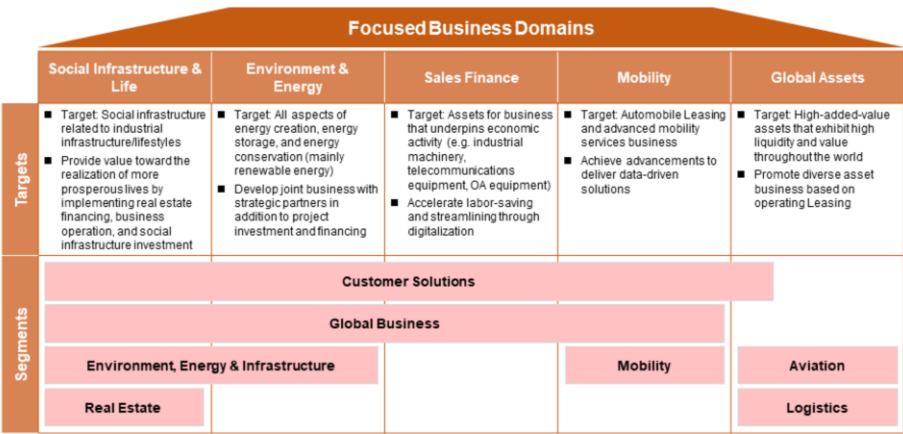 Focused Business Domains
Social Infrastructure &
Life
Environment &
Energy
Sales Finance
Mobility
Global Assets
Targets
■ Target: Social infrastructure
related to industrial
infrastructure/lifestyles
■ Provide value toward the
realization of more
prosperous lives by
implementing real estate
financing, business
operation, and social
infrastructure investment
■ Target: All aspects of
energy creation, energy
storage, and energy
conservation (mainly
renewable energy)
■ Develop joint business with
strategic partners in
addition to project
investment and financing
■ Target: Assets for business
that underpins economic
activity (e.g. industrial
machinery,
telecommunications
equipment, OA equipment)
■ Accelerate labor-saving
and streamlining through
digitalization
■ Target: Automobile Leasing
and advanced mobility
services business
■ Achieve advancements to
deliver data-driven
solutions
■ Target: High-added-value
assets that exhibit high
liquidity and value
throughout the world
■ Promote diverse asset
business based on
operating Leasing
Segments
Customer Solutions
Global Business
Environment, Energy & Infrastructure
Mobility
Aviation
Real Estate
Logistics